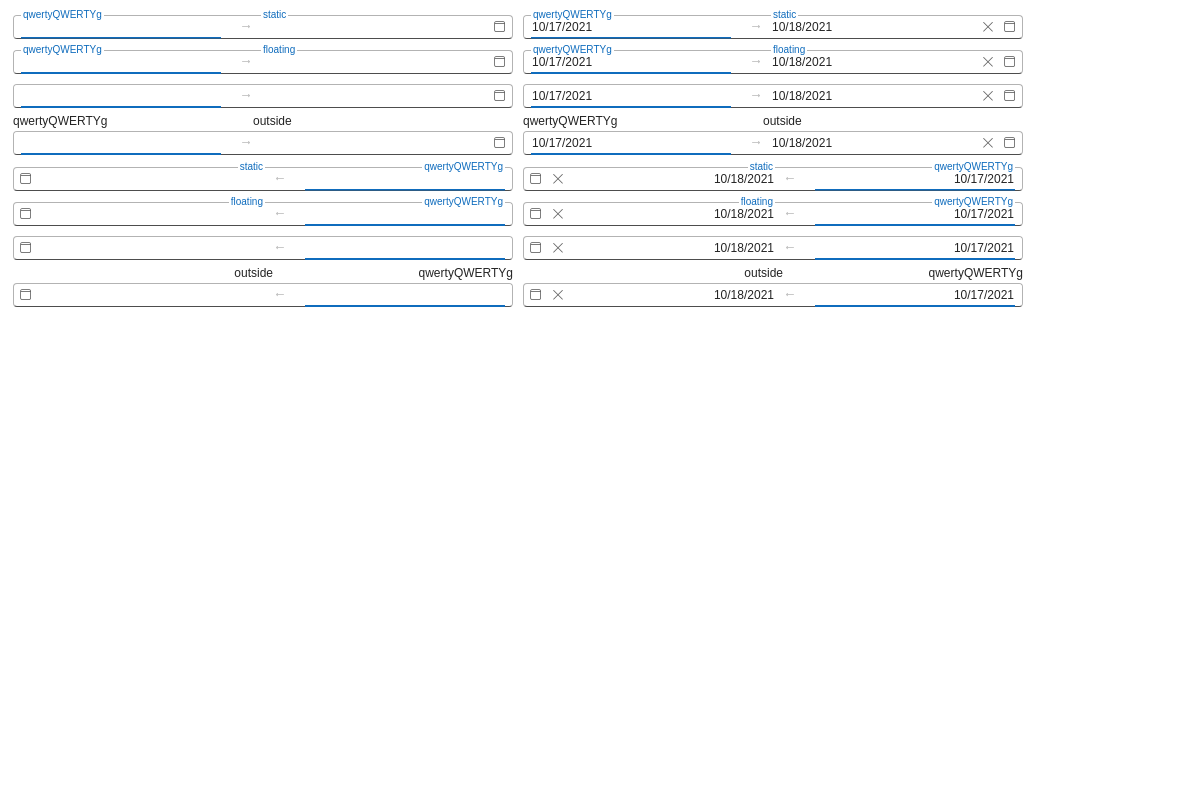 qwertyQWERTYg static qwertyQWERTYg static
→ 10/17/2021 → 10/18/2021
qwertyQWERTYg floating qwertyQWERTYg floating
→ 10/17/2021 → 10/18/2021
→ 10/17/2021 → 10/18/2021
qwertyQWERTYg outside qwertyQWERTYg outside
→ 10/17/2021 → 10/18/2021
static qwertyQWERTYg static qwertyQWERTYg
← 10/18/2021 ← 10/17/2021
floating qwertyQWERTYg floating qwertyQWERTYg
← 10/18/2021 ← 10/17/2021
← 10/18/2021 ← 10/17/2021
outside qwertyQWERTYg outside qwertyQWERTYg
← 10/18/2021 ← 10/17/2021